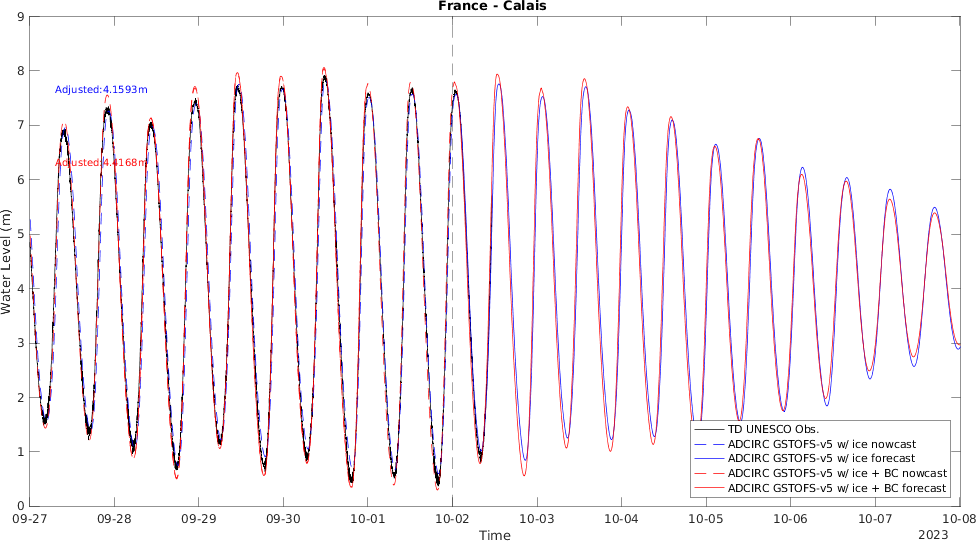 France - Calais
9
8
7
6
5
4
3
2
1
0
Water Level (m)
Adjusted:4.1593m
Adjusted:4.4168m
TD UNESCO Obs.
ADCIRC GSTOFS-v5 w/ ice nowcast
ADCIRC GSTOFS-v5 w/ ice forecast
ADCIRC GSTOFS-v5 w/ ice + BC nowcast
ADCIRC GSTOFS-v5 w/ ice + BC forecast
09-27 09-28 09-29 09-30 10-01 10-02 10-03 10-04 10-05 10-06 10-07 10-08
Time
2023